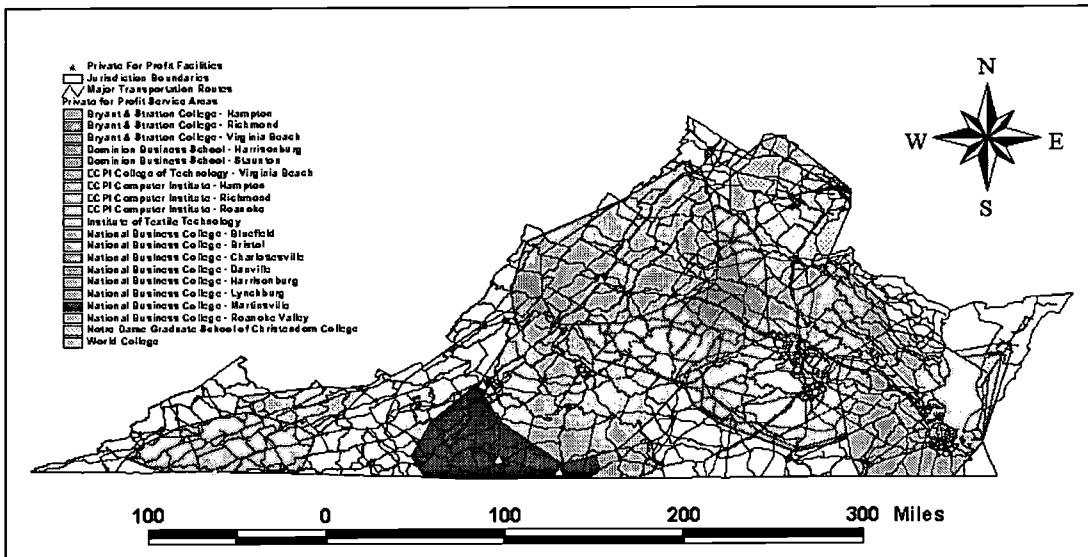 Private For Profit Facilities
Jurisdiction Boundaries
Major Transportation Routes
Private for Profit Service Areas
Bryant & Stratton College - Hampton
Bryant & Stratton College - Richmond
Bryant & Stratton College - Virginia Beach
Dominion Business School - Harrisonburg
Dominion Business School - Staunton
ECPI College of Technology - Virginia Beach
ECPI Computer Institute - Hampton
ECPI Computer Institute - Richmond
ECPI Computer Institute - Roanoke
Institute of Textile Technology
National Business College - Bluefield
National Business College - Bristol
National Business College - Charlottesville
National Business College - Danville
National Business College - Harrisonburg
National Business College - Lynchburg
National Business College - Martinsville
National Business College - Roanoke Valley
Notre Dame Graduate School of Christendom College
World College
N
W E
S
100 0 100 200 300 Miles